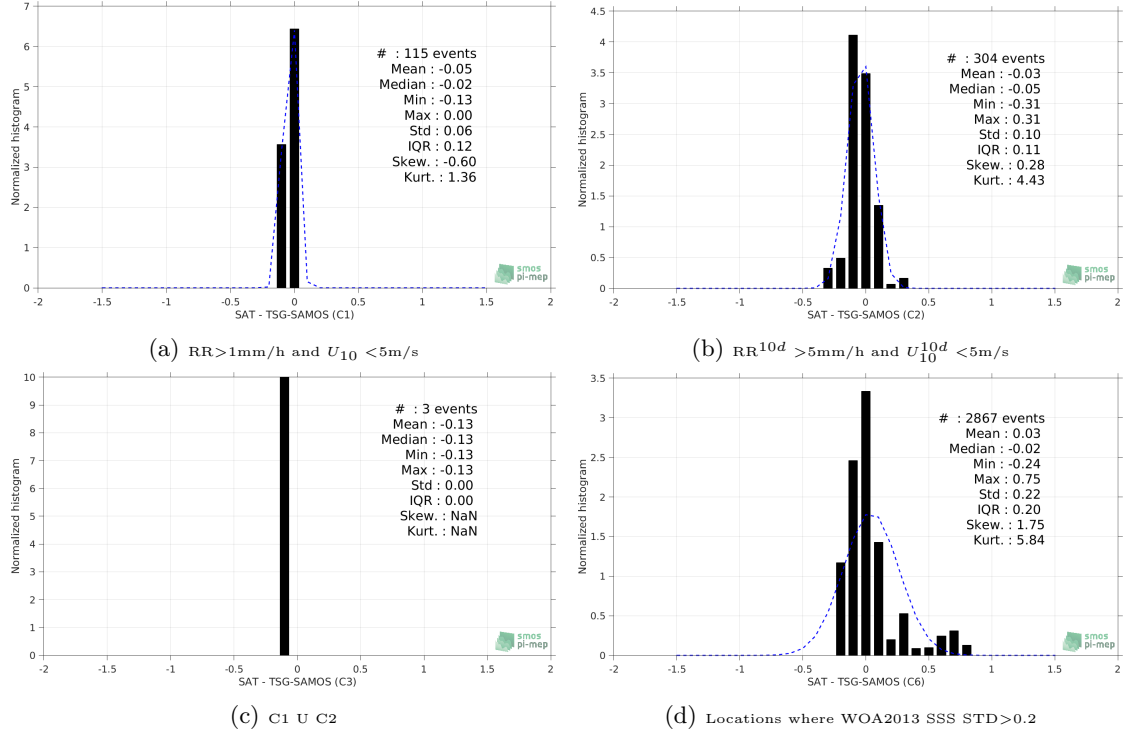 7
6
5
4
3
2
1
0
-2
-1.5
-1
-0.5
0
0.5
1
1.5
2
Normalized histogram
SAT - TSG-SAMOS (C1)
# : 115 events
Mean : -0.05
Median : -0.02
Min : -0.13
Max : 0.00
Std : 0.06
IQR : 0.12
Skew. : -0.60
Kurt. : 1.36
smos
pi-mep
(a) RR>1mm/h and U10 <5m/s
4.5
4
3.5
3
2.5
2
1.5
1
0.5
0
-2
-1.5
-1
-0.5
0
0.5
1
1.5
2
Normalized histogram
SAT - TSG-SAMOS (C2)
# : 304 events
Mean : -0.03
Median : -0.05
Min : -0.31
Max : 0.31
Std : 0.10
IQR : 0.11
Skew. : 0.28
Kurt. : 4.43
smos
pi-mep
(b) RR10d >5mm/h and U10d10 <5m/s
10
9
8
7
6
5
4
3
2
1
0
-2
-1.5
-1
-0.5
0
0.5
1
1.5
2
Normalized histogram
SAT - TSG-SAMOS (C3)
# : 3 events
Mean : -0.13
Median : -0.13
Min : -0.13
Max : -0.13
Std : 0.00
IQR : 0.00
Skew. : NaN
Kurt. : NaN
smos
pi-mep
(c) C1 U C2
3.5
3
2.5
2
1.5
1
0.5
0
-2
-1.5
-1
-0.5
0
0.5
1
1.5
2
Normalized histogram
SAT - TSG-SAMOS (C6)
# : 2867 events
Mean : 0.03
Median : -0.02
Min : -0.24
Max : 0.75
Std : 0.22
IQR : 0.20
Skew. : 1.75
Kurt. : 5.84
smos
pi-mep
(d) Locations where WOA2013 SSS STD>0.2